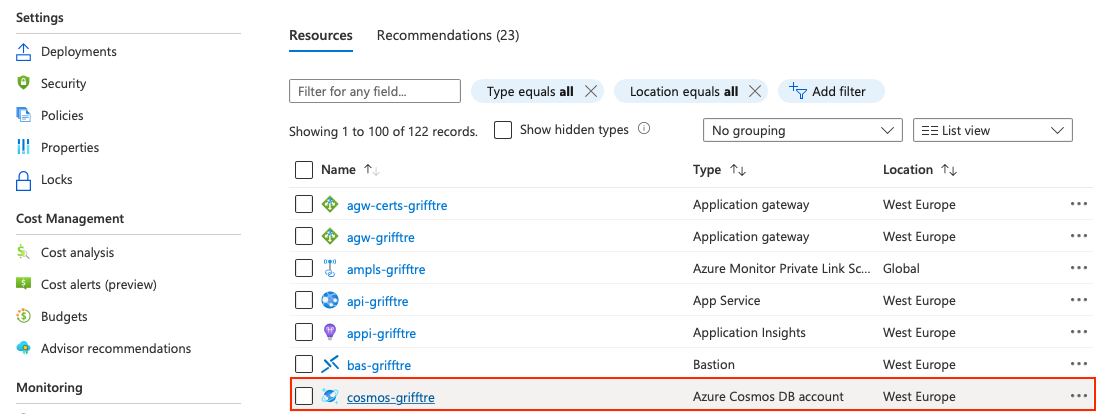 Settings
Deployments
Security
Policies
Properties
Locks
Cost Management
Cost analysis
Cost alerts (preview)
Budgets
Advisor recommendations
Monitoring
Resources Recommendations (23)
Filter for any field... Type equals all Location equals all Add filter
Showing 1 to 100 of 122 records. Show hidden types No grouping List view
Name Type Location
agw-certs-grifftre Application gateway West Europe
agw-grifftre Application gateway West Europe
ampls-grifftre Azure Monitor Private Link Sc... Global
api-grifftre App Service West Europe
appi-grifftre Application Insights West Europe
bas-grifftre Bastion West Europe
cosmos-grifftre Azure Cosmos DB account West Europe